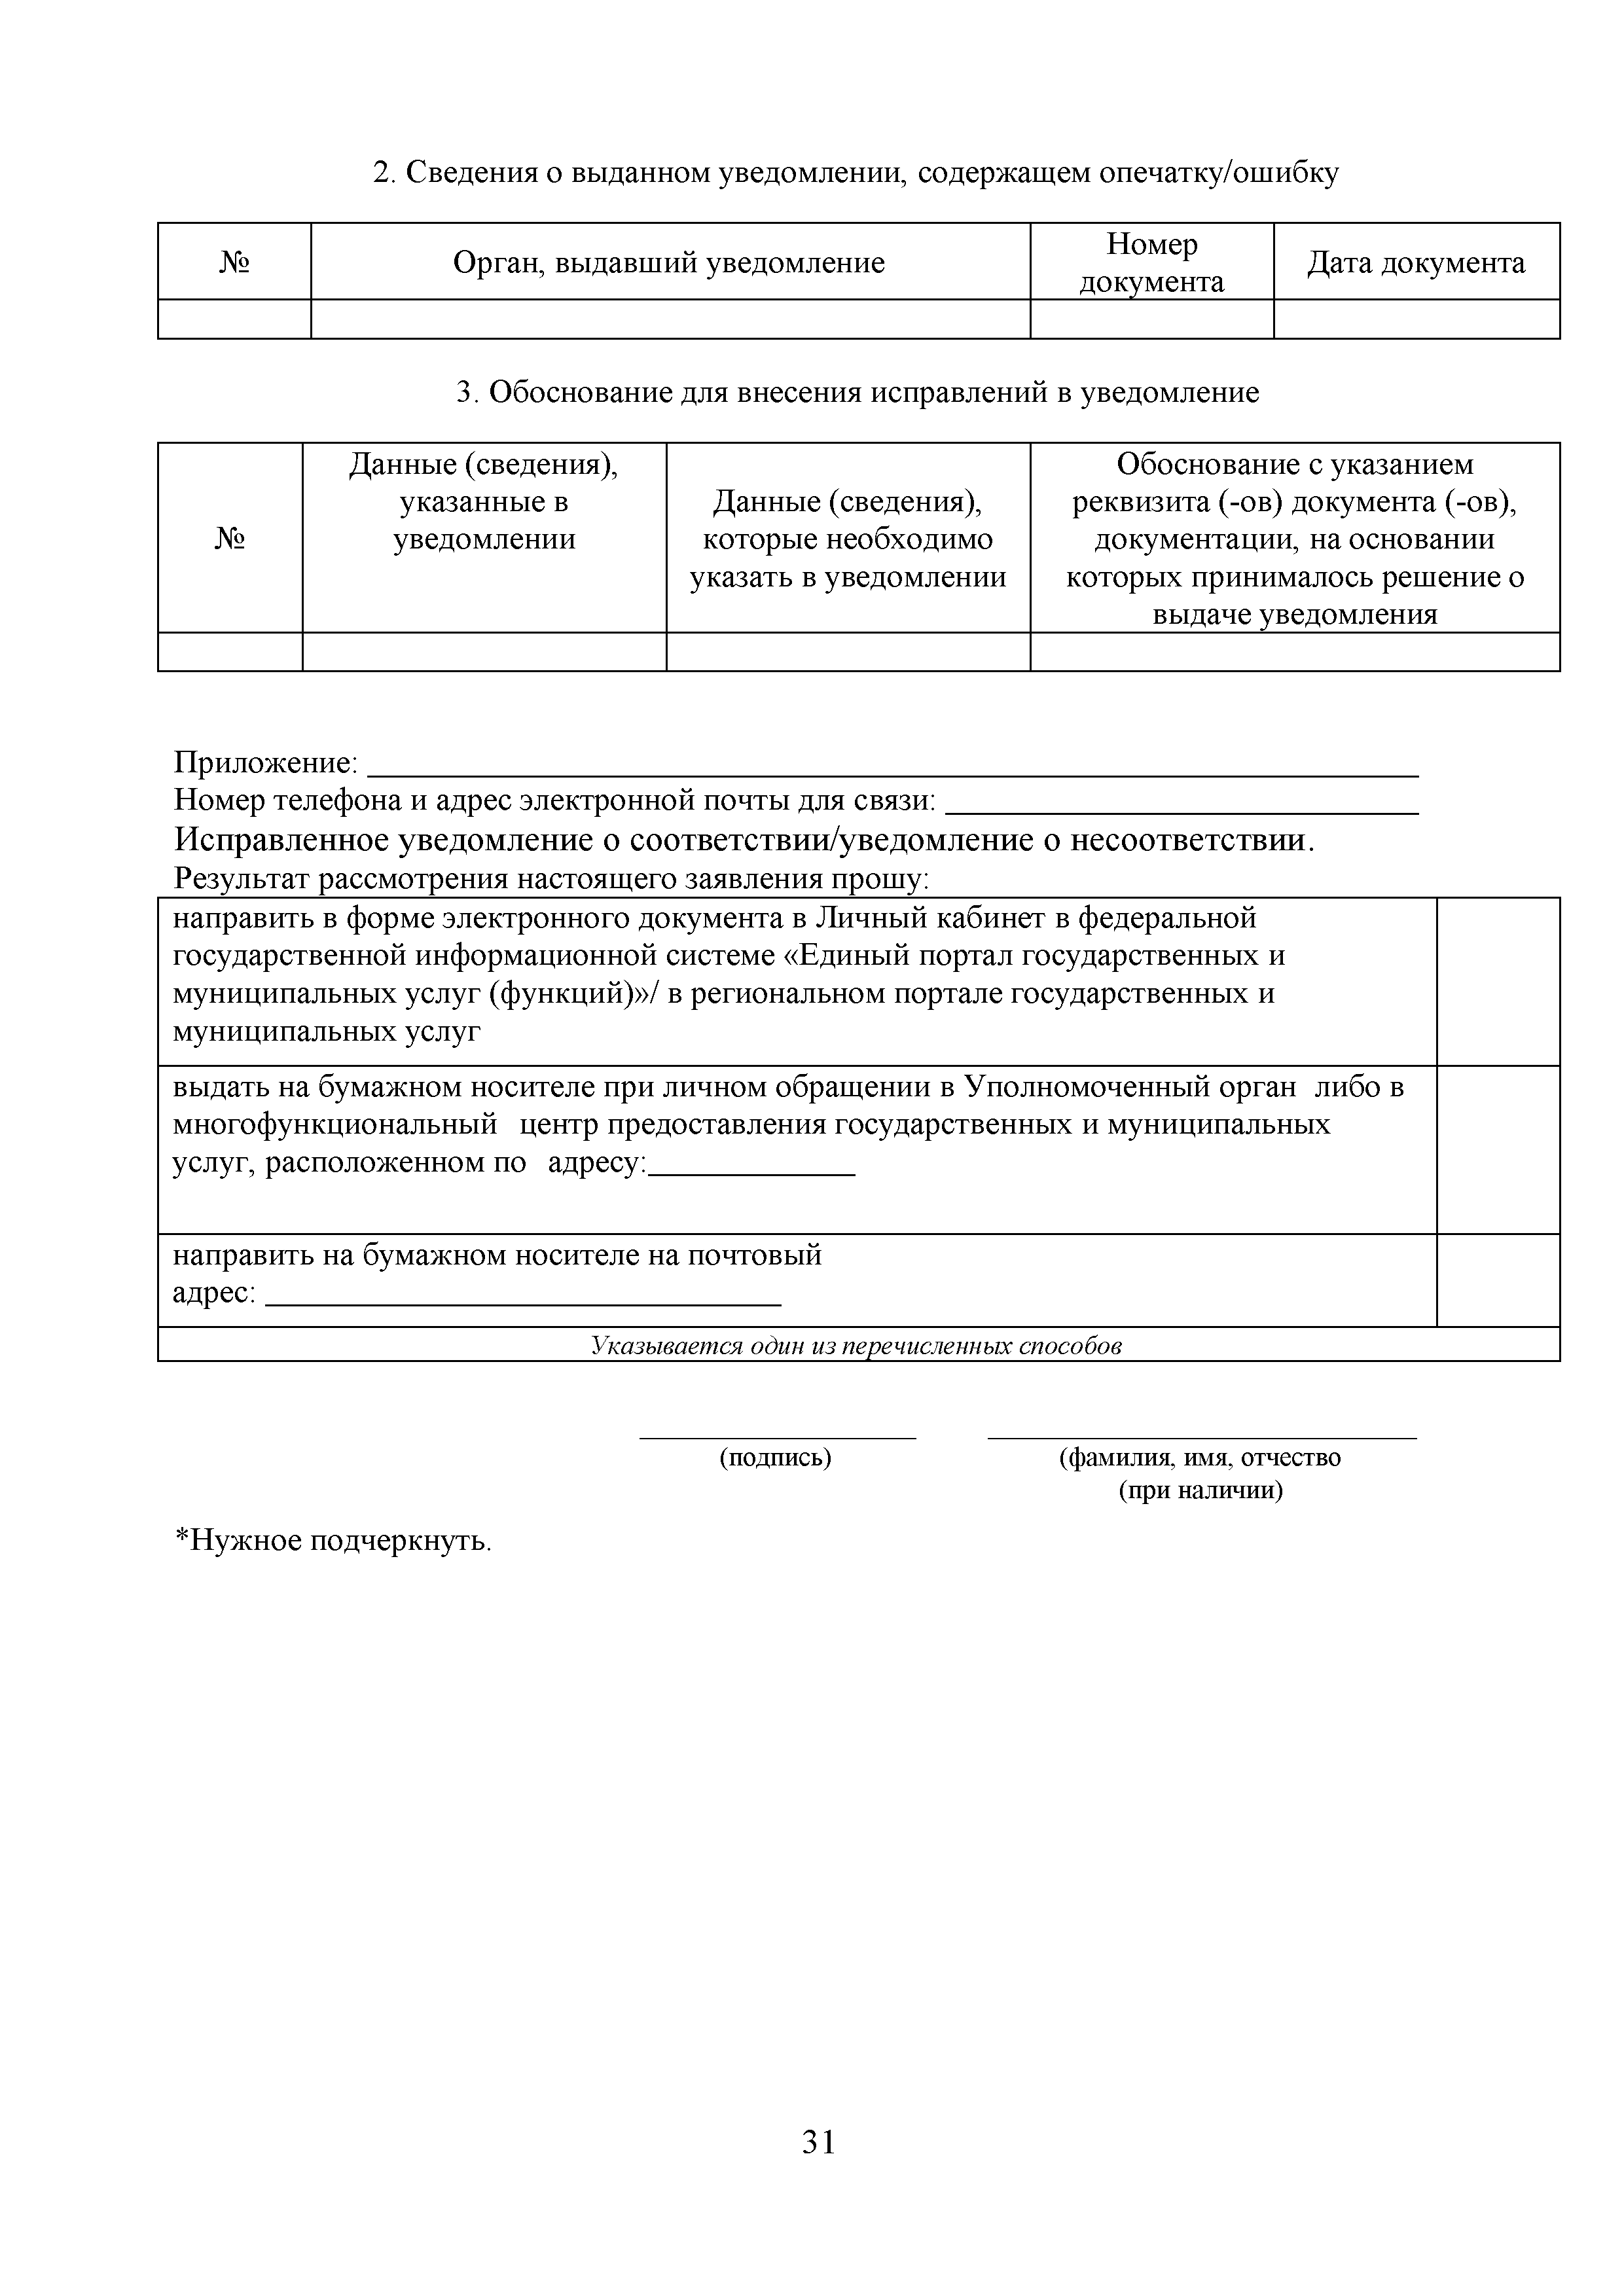 2. Сведения о выданном уведомлении, содержащем опечатку/ошибку
№
Орган, выдавший уведомление
Номер
документа
Дата документа
3. Обоснование для внесения исправлений в уведомление
№
Данные (сведения),
указанные в
уведомлении
Данные (сведения),
которые необходимо
указать в уведомлении
Обоснование с указанием
реквизита (-ов) документа (-ов),
документации, на основании
которых принималось решение о
выдаче уведомления
Приложение:
Номер телефона и адрес электронной почты для связи:
Исправленное уведомление о соответствии/уведомление о несоответствии.
Результат рассмотрения настоящего заявления прошу:
направить в форме электронного документа в Личный кабинет в федеральной
государственной информационной системе «Единый портал государственных и
муниципальных услуг (функций)»/ в региональном портале государственных и
муниципальных услуг
выдать на бумажном носителе при личном обращении в Уполномоченный орган либо в
многофункциональный центр предоставления государственных и муниципальных
услуг, расположенном по адресу:
направить на бумажном носителе на почтовый
адрес:
Указывается один из перечисленных способов
(подпись)
(фамилия, имя, отчество
(при наличии)
*Нужное подчеркнуть.
31